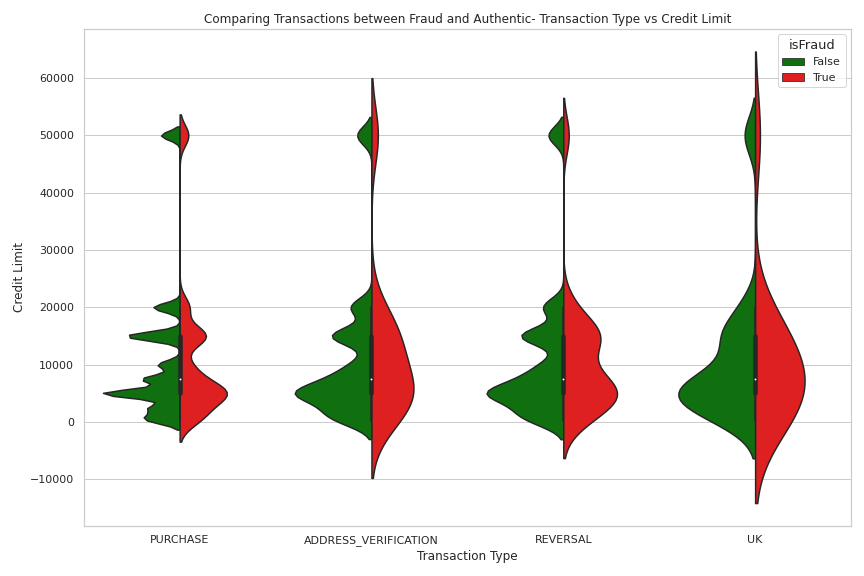 Comparing Transactions between Fraud and Authentic- Transaction Type vs Credit Limit
isFraud
False
True
60000
50000
40000
30000
20000
10000
0
−10000
Credit Limit
PURCHASE
ADDRESS_VERIFICATION
REVERSAL
UK
Transaction Type